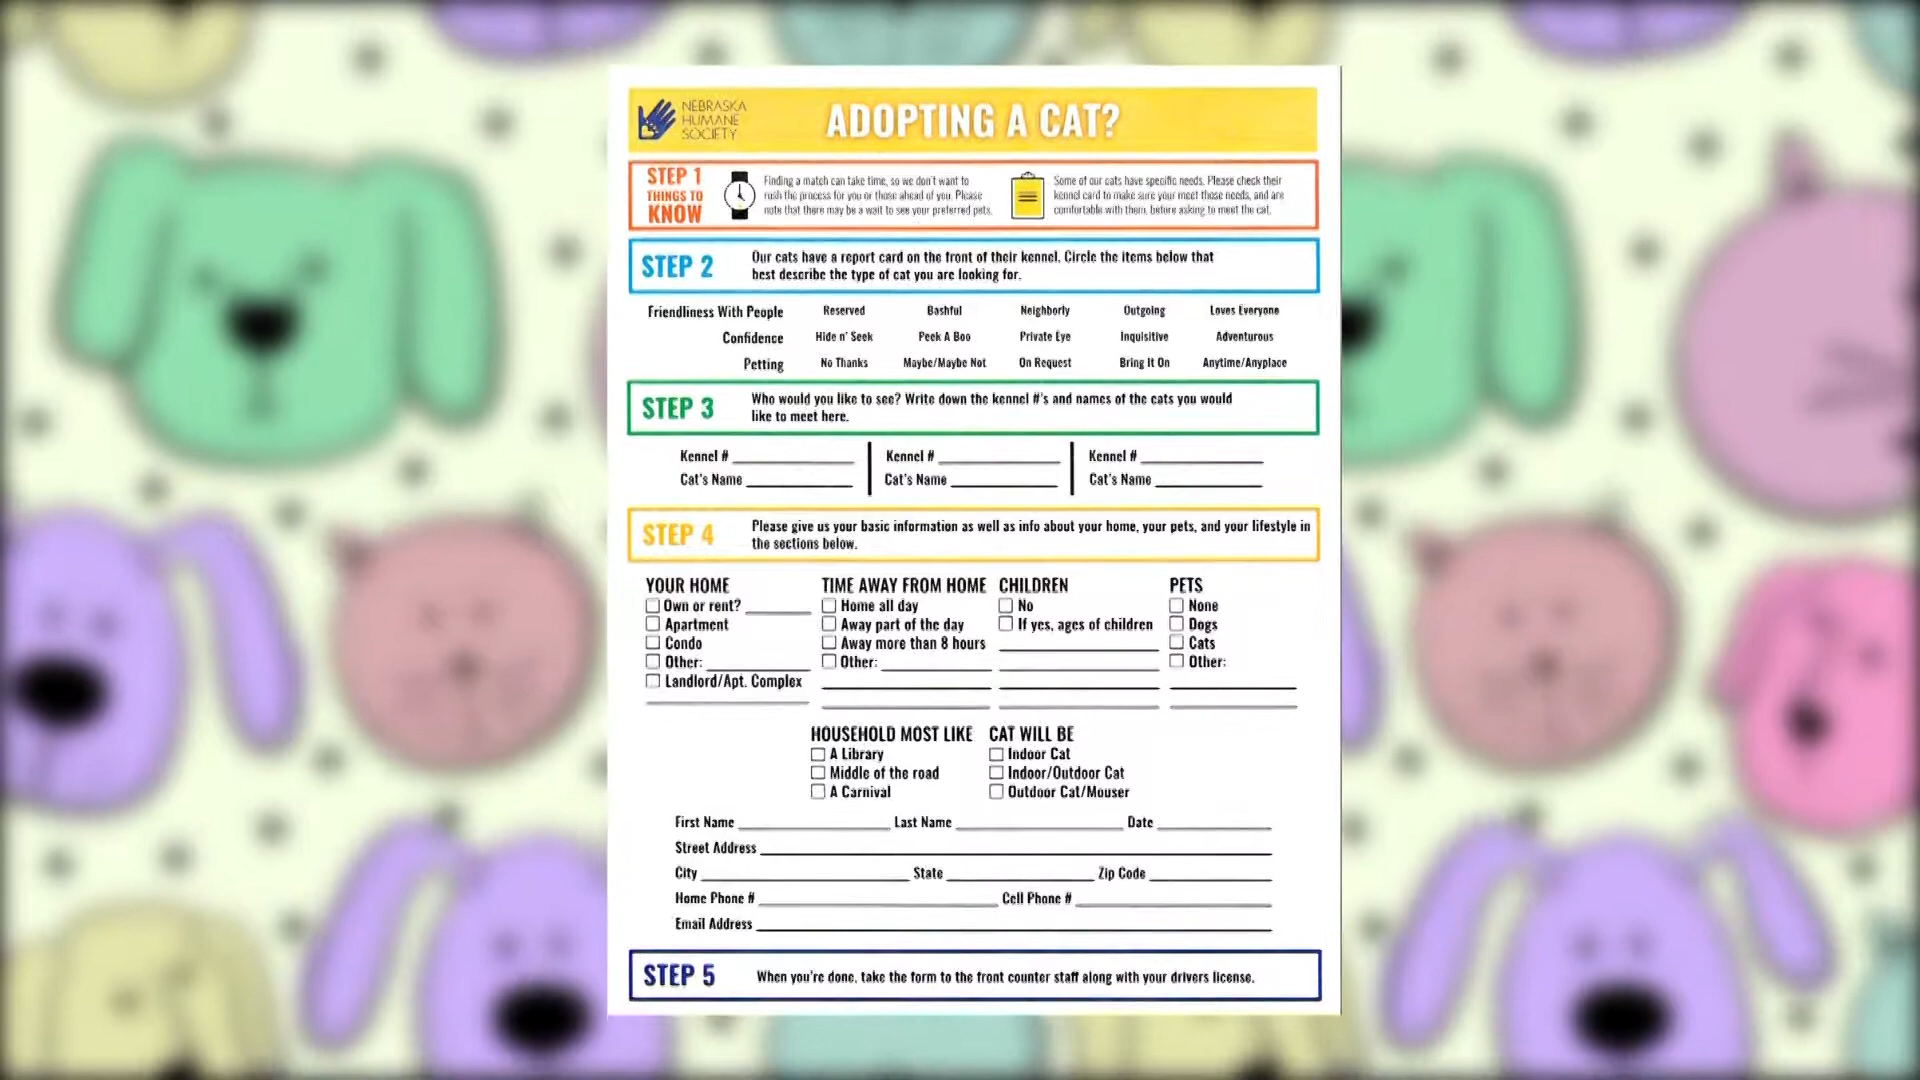 NEBRASKA
HUMANE
SOCIETY
ADOPTING A CAT?
STEP 1
THINGS TO
KNOW
Finding a match can take time, so we don't want to
rush the process for you or those ahead of you. Please
note that there may be a wait to see your preferred pets.
Some of our cats have specific needs. Please check their
kennel card to make sure your meet those needs, and are
comfortable with them, before asking to meet the cat.
STEP 2
Our cats have a report card on the front of their kennel. Circle the items below that
best describe the type of cat you are looking for.
Friendliness With People Reserved Bashful Neighborly Outgoing Loves Everyone
Confidence Hide n' Seek Peek A Boo Private Eye Inquisitive Adventurous
Petting No Thanks Maybe/Maybe Not On Request Bring It On Anytime/Anyplace
STEP 3
Who would you like to see? Write down the kennel #'s and names of the cats you would
like to meet here.
Kennel # Kennel # Kennel #
Cat's Name Cat's Name Cat's Name
STEP 4
Please give us your basic information as well as info about your home, your pets, and your lifestyle in
the sections below.
YOUR HOME
Own or rent?
Apartment
Condo
Other:
Landlord/Apt. Complex
TIME AWAY FROM HOME
Home all day
Away part of the day
Away more than 8 hours
Other:
CHILDREN
No
If yes, ages of children
PETS
None
Dogs
Cats
Other:
HOUSEHOLD MOST LIKE
A Library
Middle of the road
A Carnival
CAT WILL BE
Indoor Cat
Indoor/Outdoor Cat
Outdoor Cat/Mouser
First Name Last Name Date
Street Address
City State Zip Code
Home Phone # Cell Phone #
Email Address
STEP 5
When you're done, take the form to the front counter staff along with your drivers license.